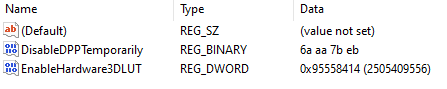 Name Type Data
(Default) REG_SZ (value not set)
DisableDPPTemporarily REG_BINARY 6a aa 7b eb
EnableHardware3DLUT REG_DWORD 0x95558414 (2505409556)